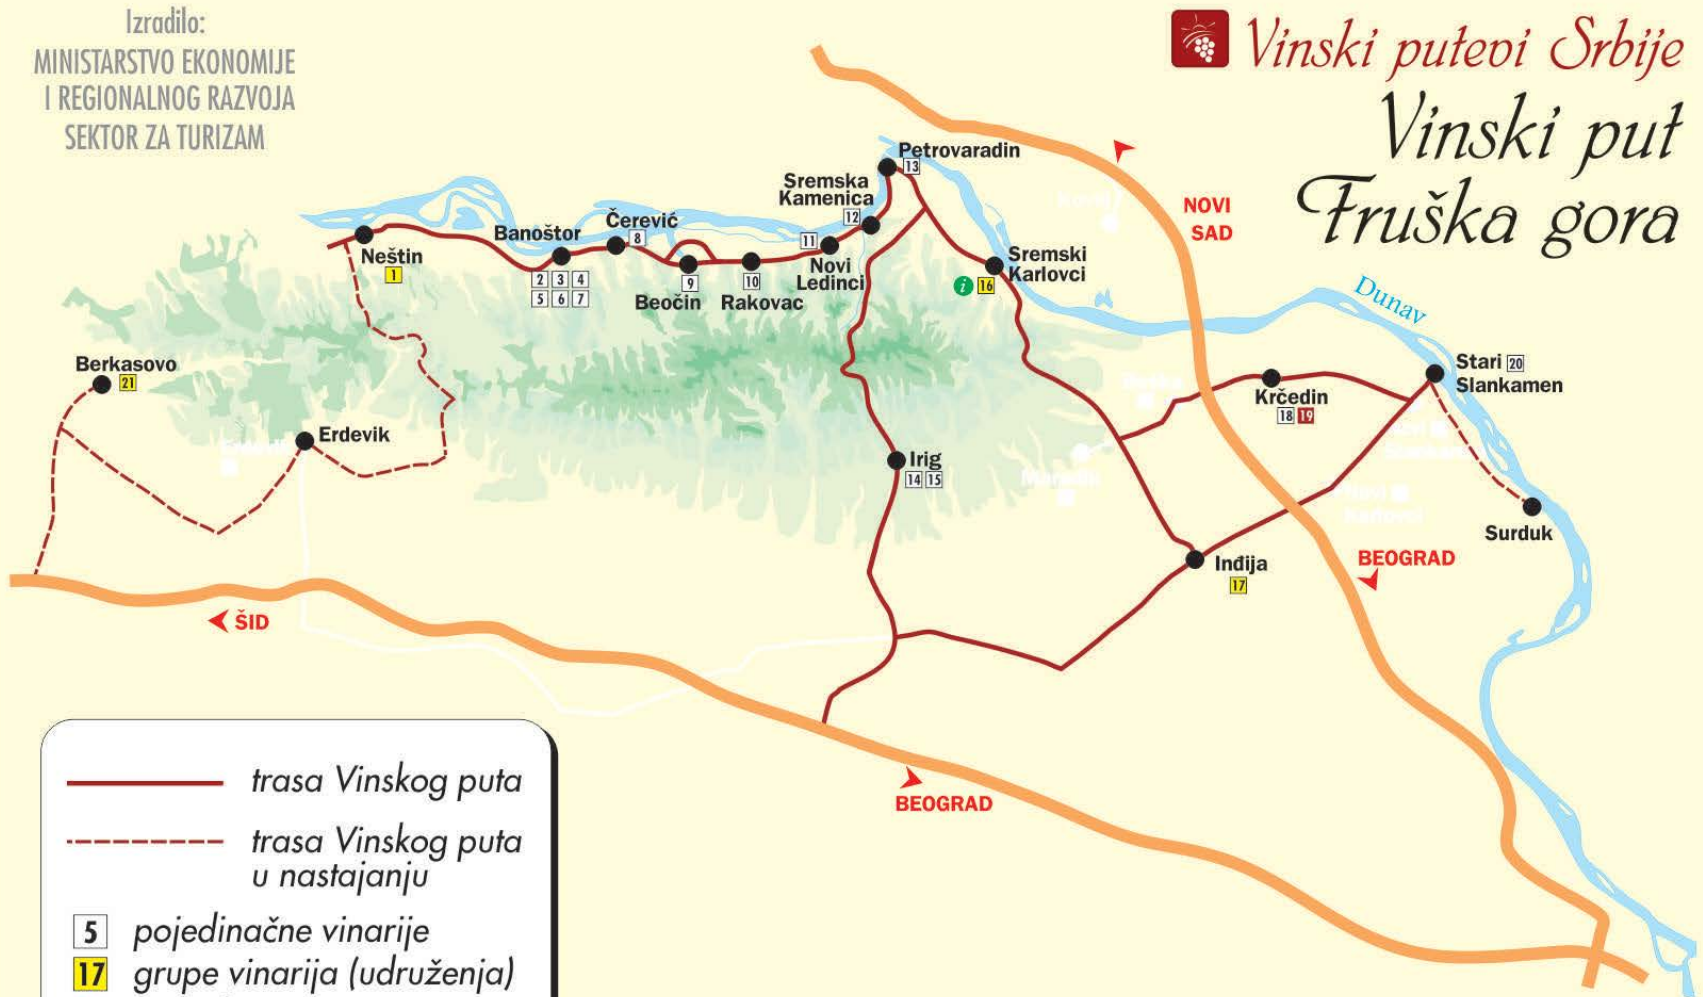 Izradilo:
MINISTARSTVO EKONOMIJE
I REGIONALNOG RAZVOJA
SEKTOR ZA TURIZAM
Vinski putevi Srbije
Vinski put
Fruška gora
Petrovaradin
13
Sremska
Kamenica
12
NOVI
SAD
Čerević
8
Banoštor
2 3 4
5 6 7
Neštin
1
11
Novi
Ledinci
Beočin
9
Rakovac
10
Sremski
Karlovci
i 16
Dunav
Berkasovo
21
Erdevik
Stari 20
Slankamen
Krčedin
18 19
Irig
14 15
Surduk
Inđija
17
BEOGRAD
ŠID
BEOGRAD
trasa Vinskog puta
trasa Vinskog puta
u nastajanju
5 pojedinačne vinarije
17 grupe vinarija (udruženja)